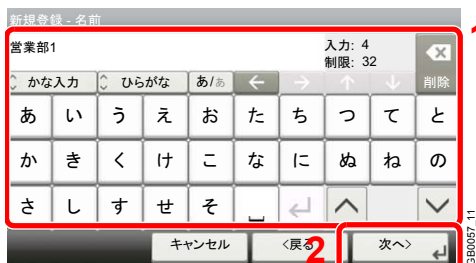 新規登録 - 名前
営業部1
入力: 4
制限: 32
かな入力 ひらがな あ/ぁ ← → ↑ ↓ 削除
あ い う え お た ち つ て と
か き く け こ な に ぬ ね の
さ し す せ そ
キャンセル <戻る 次へ>
1
2
GB0057_11